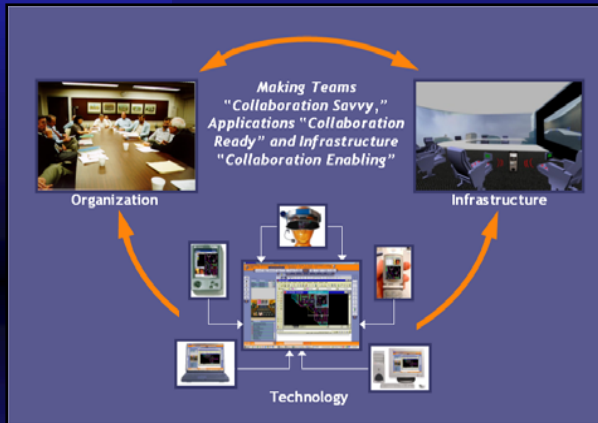 Making Teams
"Collaboration Savvy,"
Applications "Collaboration
Ready" and Infrastructure
"Collaboration Enabling"
Organization
Infrastructure
Technology